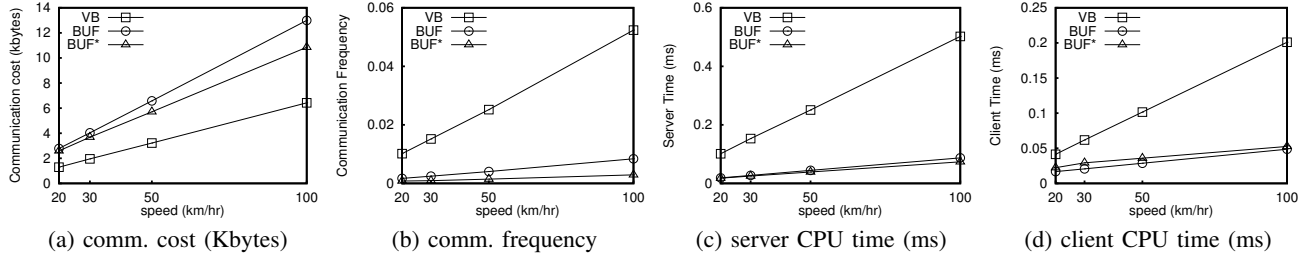 Communication cost (kbytes)
14
12
10
8
6
4
2
0
VB
BUF
BUF*
20 30 50 100
speed (km/hr)
(a) comm. cost (Kbytes)
Communication Frequency
0.06
0.04
0.02
0
VB
BUF
BUF*
20 30 50 100
speed (km/hr)
(b) comm. frequency
Server Time (ms)
0.6
0.4
0.2
0
VB
BUF
BUF*
20 30 50 100
speed (km/hr)
(c) server CPU time (ms)
Client Time (ms)
0.25
0.2
0.15
0.1
0.05
0
VB
BUF
BUF*
20 30 50 100
speed (km/hr)
(d) client CPU time (ms)